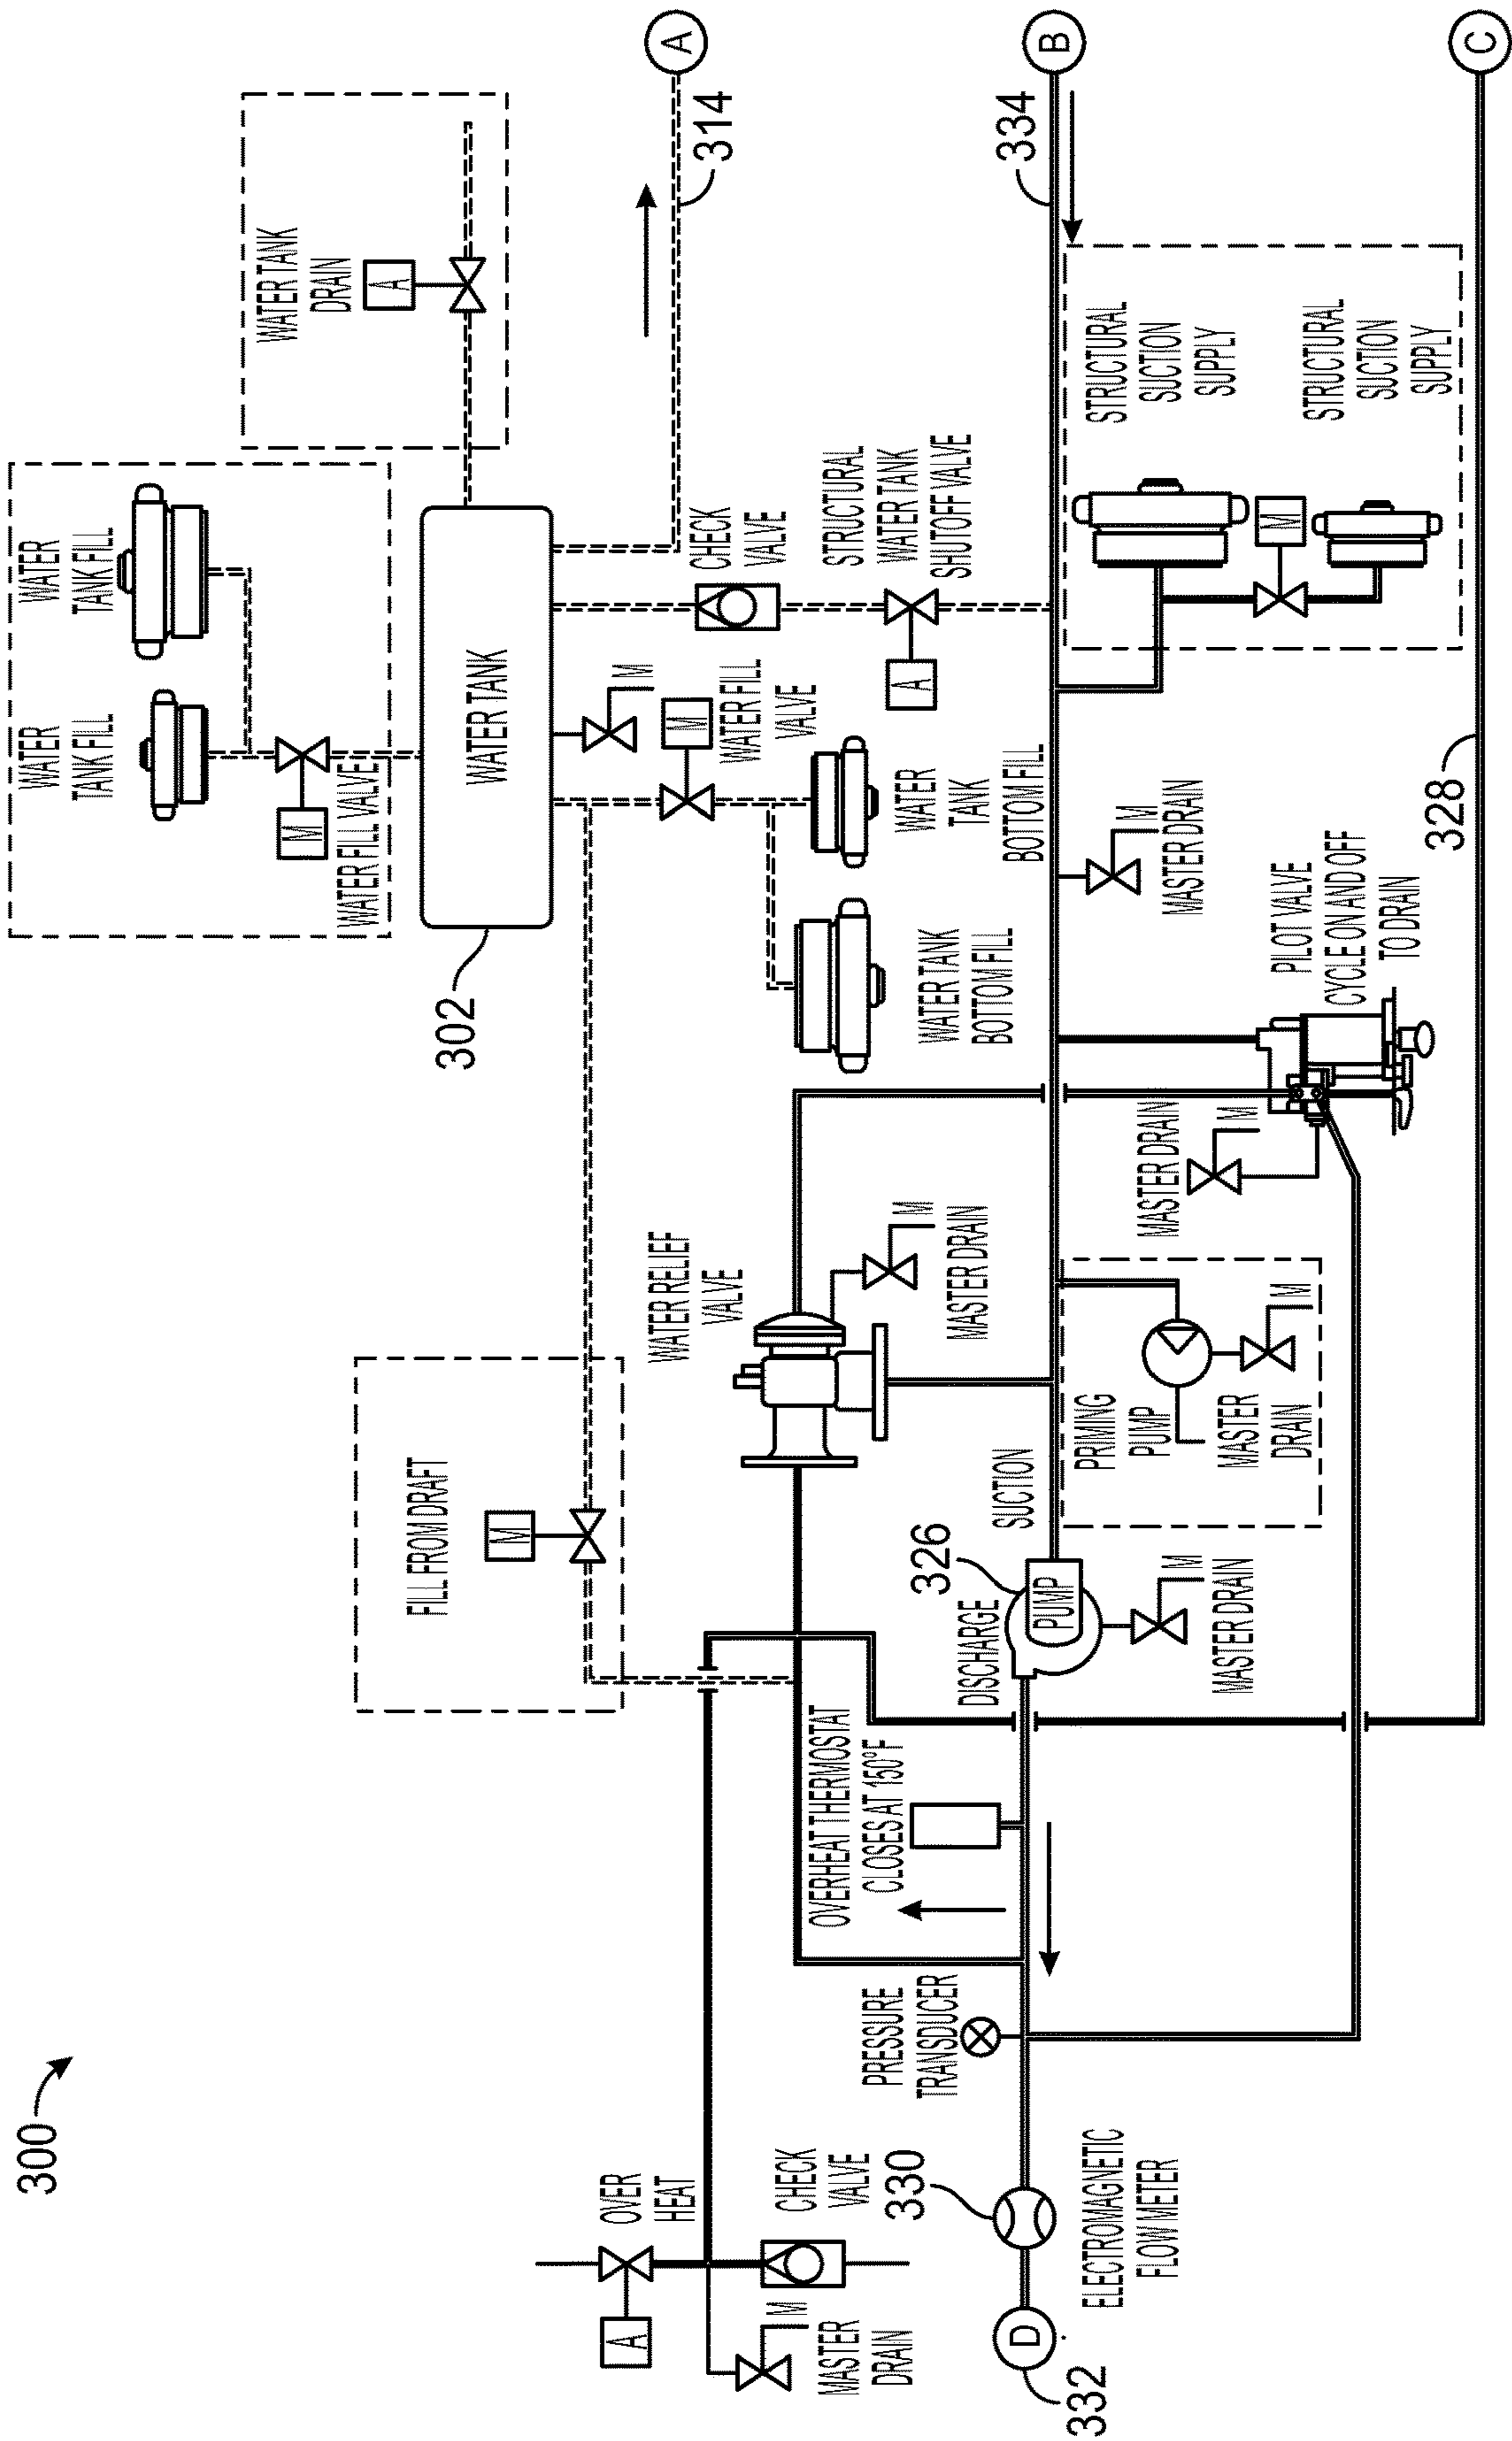 300
WATER
TANK FILL
WATER
TANK FILL
M
WATER FILL VALVE
WATER TANK
DRAIN
A
WATER TANK
302
FILL FROM DRAFT
M
A
314
CHECK
VALVE
STRUCTURAL
WATER TANK
SHUTOFF VALVE
A
M
M
WATER FILL
VALVE
WATER
TANK
BOTTOM FILL
WATER TANK
BOTTOM FILL
WATER RELIEF
VALVE
M
MASTER DRAIN
OVER
HEAT
A
CHECK
VALVE
M
MASTER
DRAIN
OVERHEAT THERMOSTAT
CLOSES AT 150°F
PRESSURE
TRANSDUCER
330
ELECTROMAGNETIC
FLOW METER
D
332
DISCHARGE
326
PUMP
SUCTION
M
MASTER DRAIN
PRIMING
PUMP
M
MASTER
DRAIN
B
334
M
MASTER DRAIN
MASTER DRAIN
M
PILOT VALVE
CYCLE ON AND OFF
TO DRAIN
STRUCTURAL
SUCTION
SUPPLY
M
STRUCTURAL
SUCTION
SUPPLY
C
328